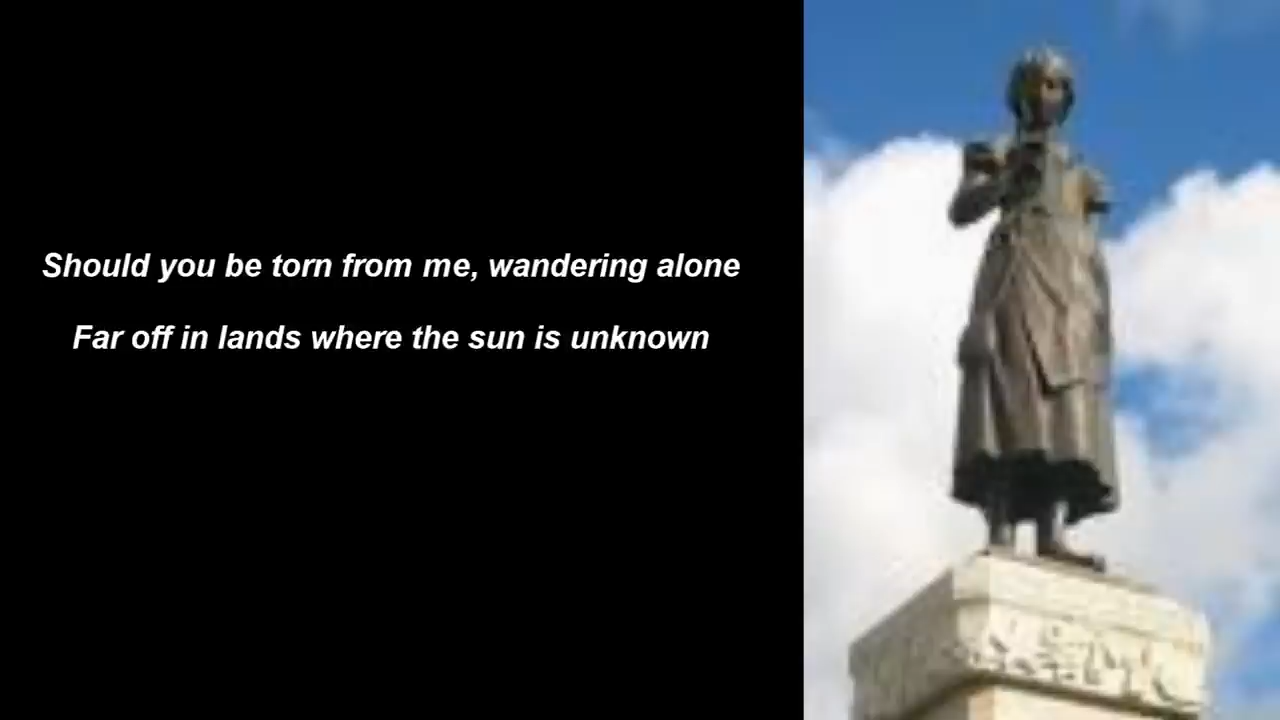 Should you be torn from me, wandering alone
Far off in lands where the sun is unknown